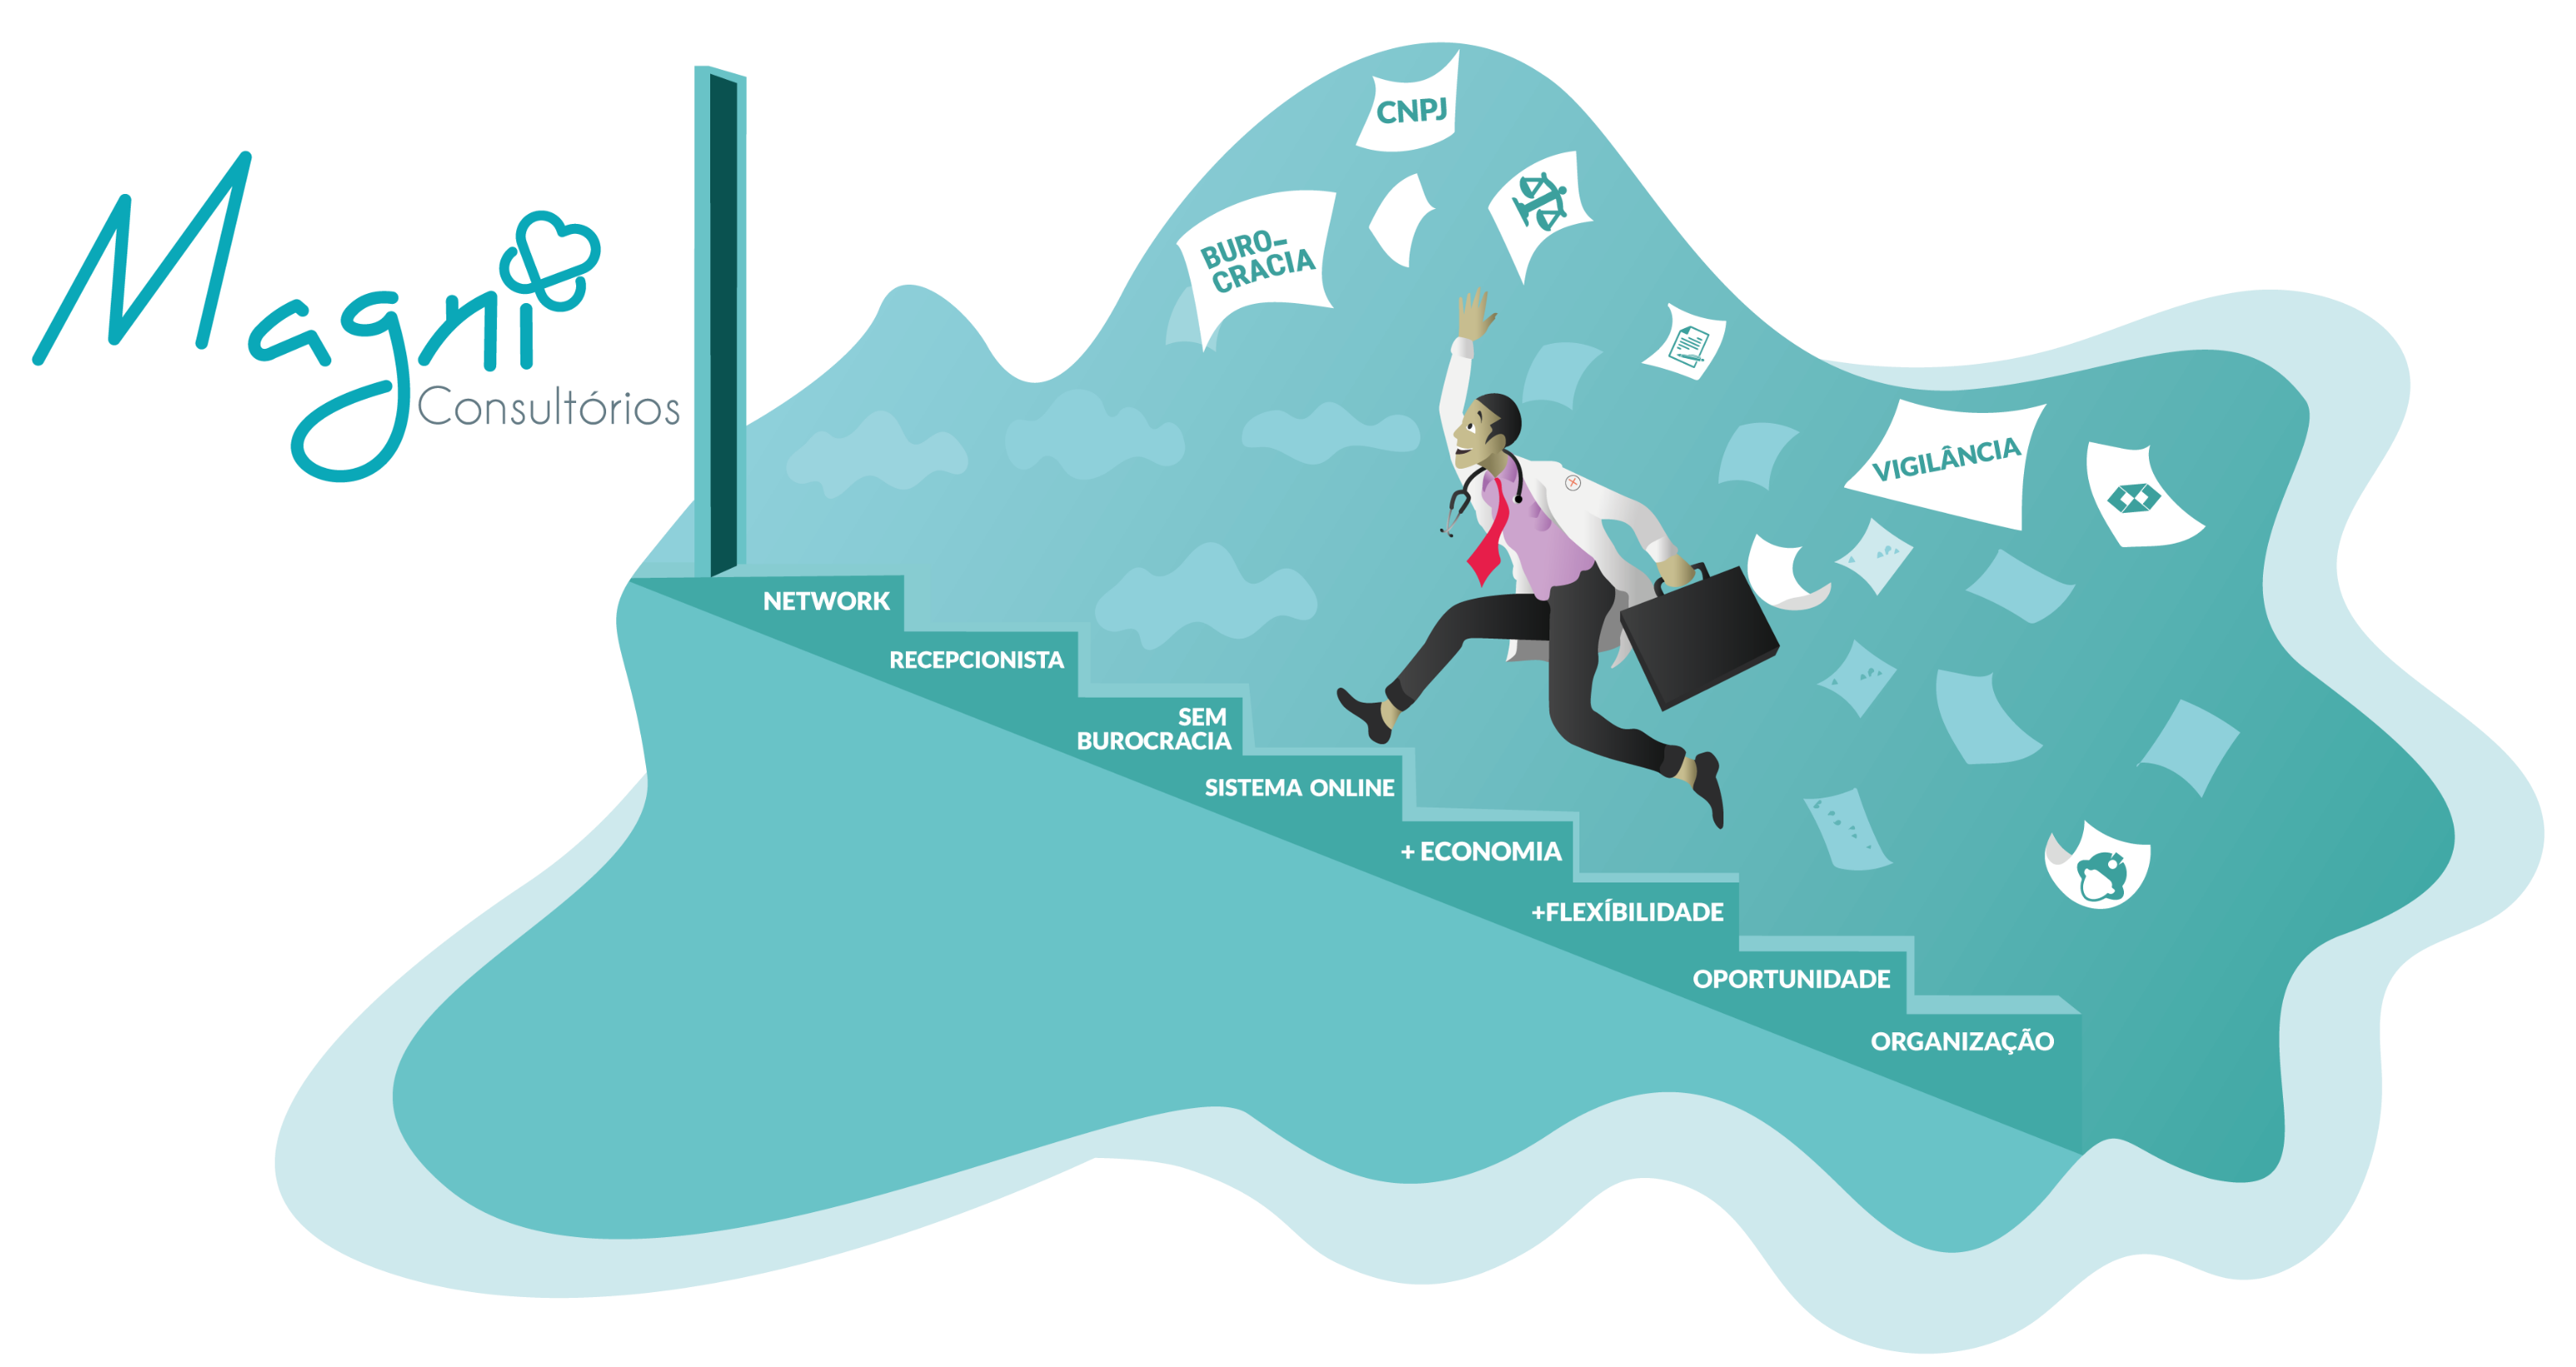 Magni
Consultórios
CNPJ
BURO-
CRACIA
VIGILÂNCIA
NETWORK
RECEPCIONISTA
SEM
BUROCRACIA
SISTEMA ONLINE
+ ECONOMIA
+FLEXÍBILIDADE
OPORTUNIDADE
ORGANIZAÇÃO